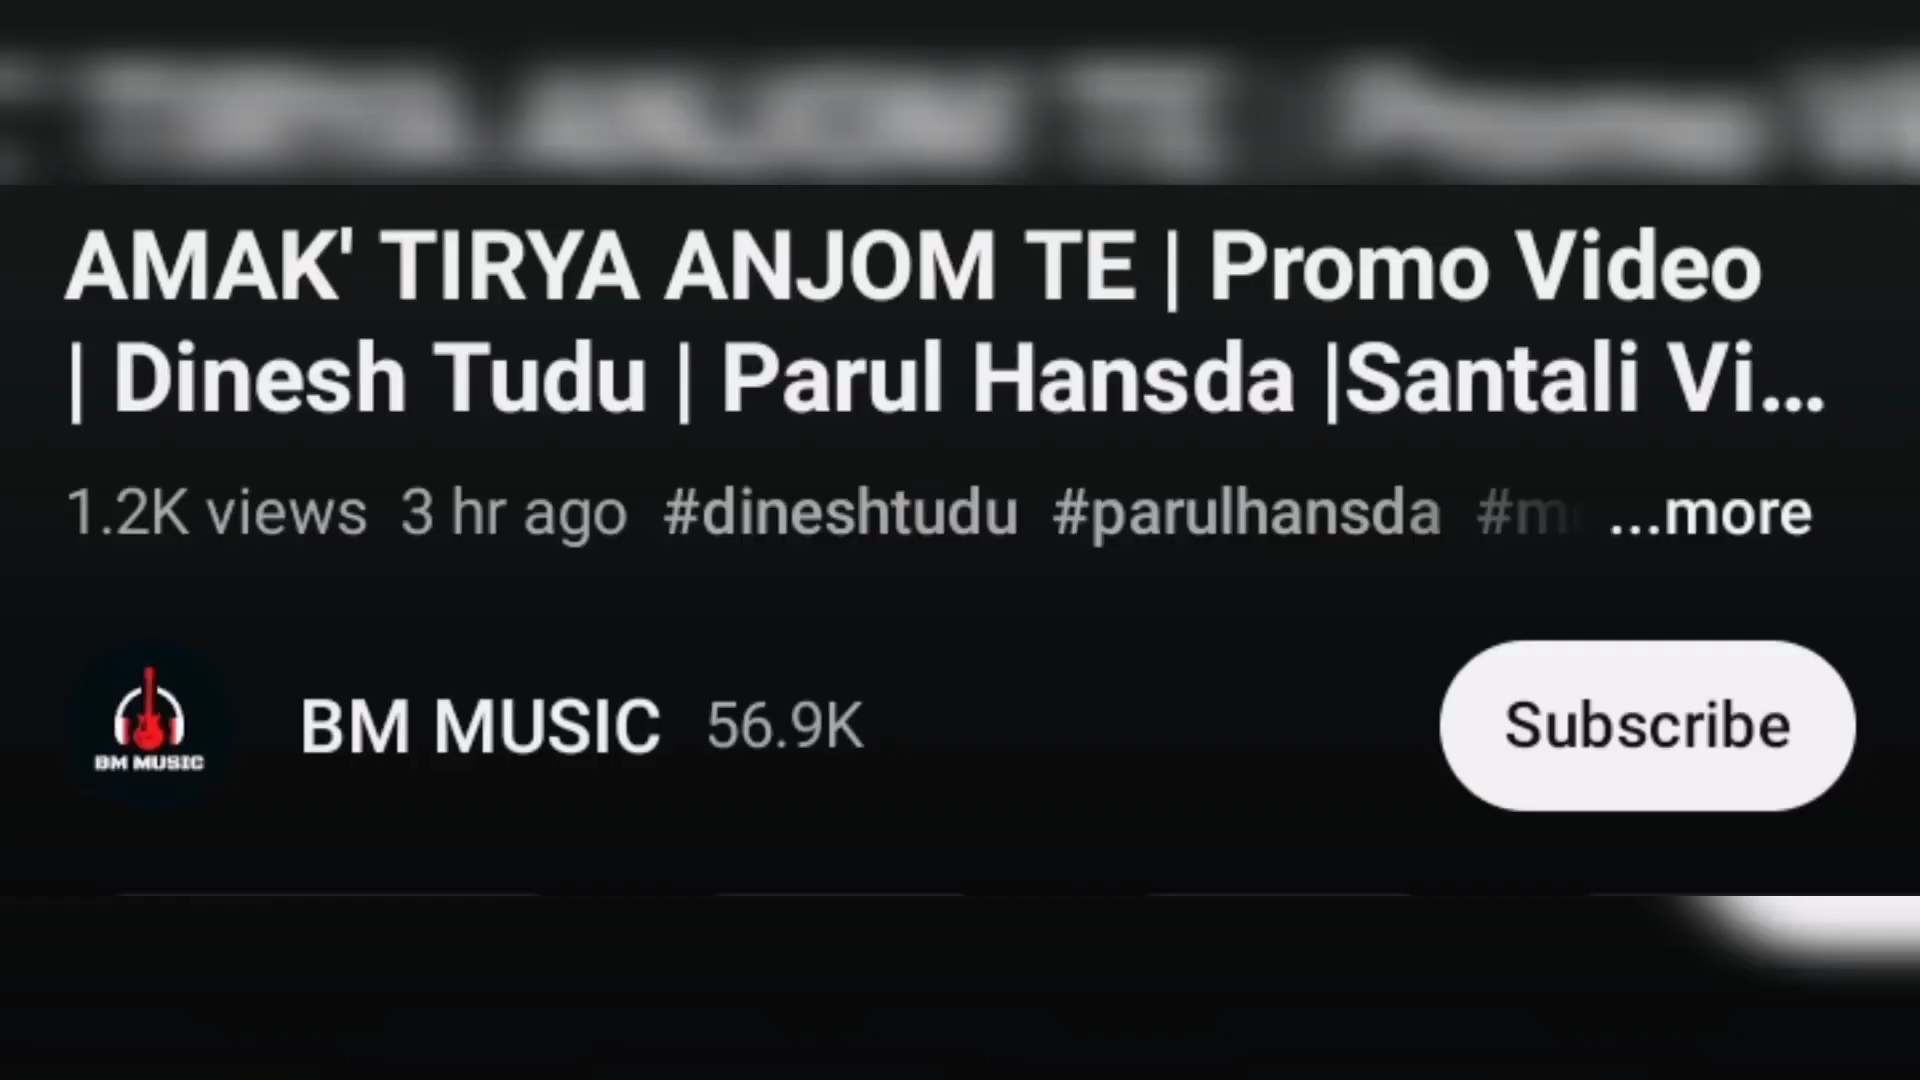 AMAK' TIRYA ANJOM TE | Promo Video
| Dinesh Tudu | Parul Hansda |Santali Vi...
1.2K views 3 hr ago #dineshtudu #parulhansda #m ...more
BM MUSIC
BM MUSIC 56.9K
Subscribe